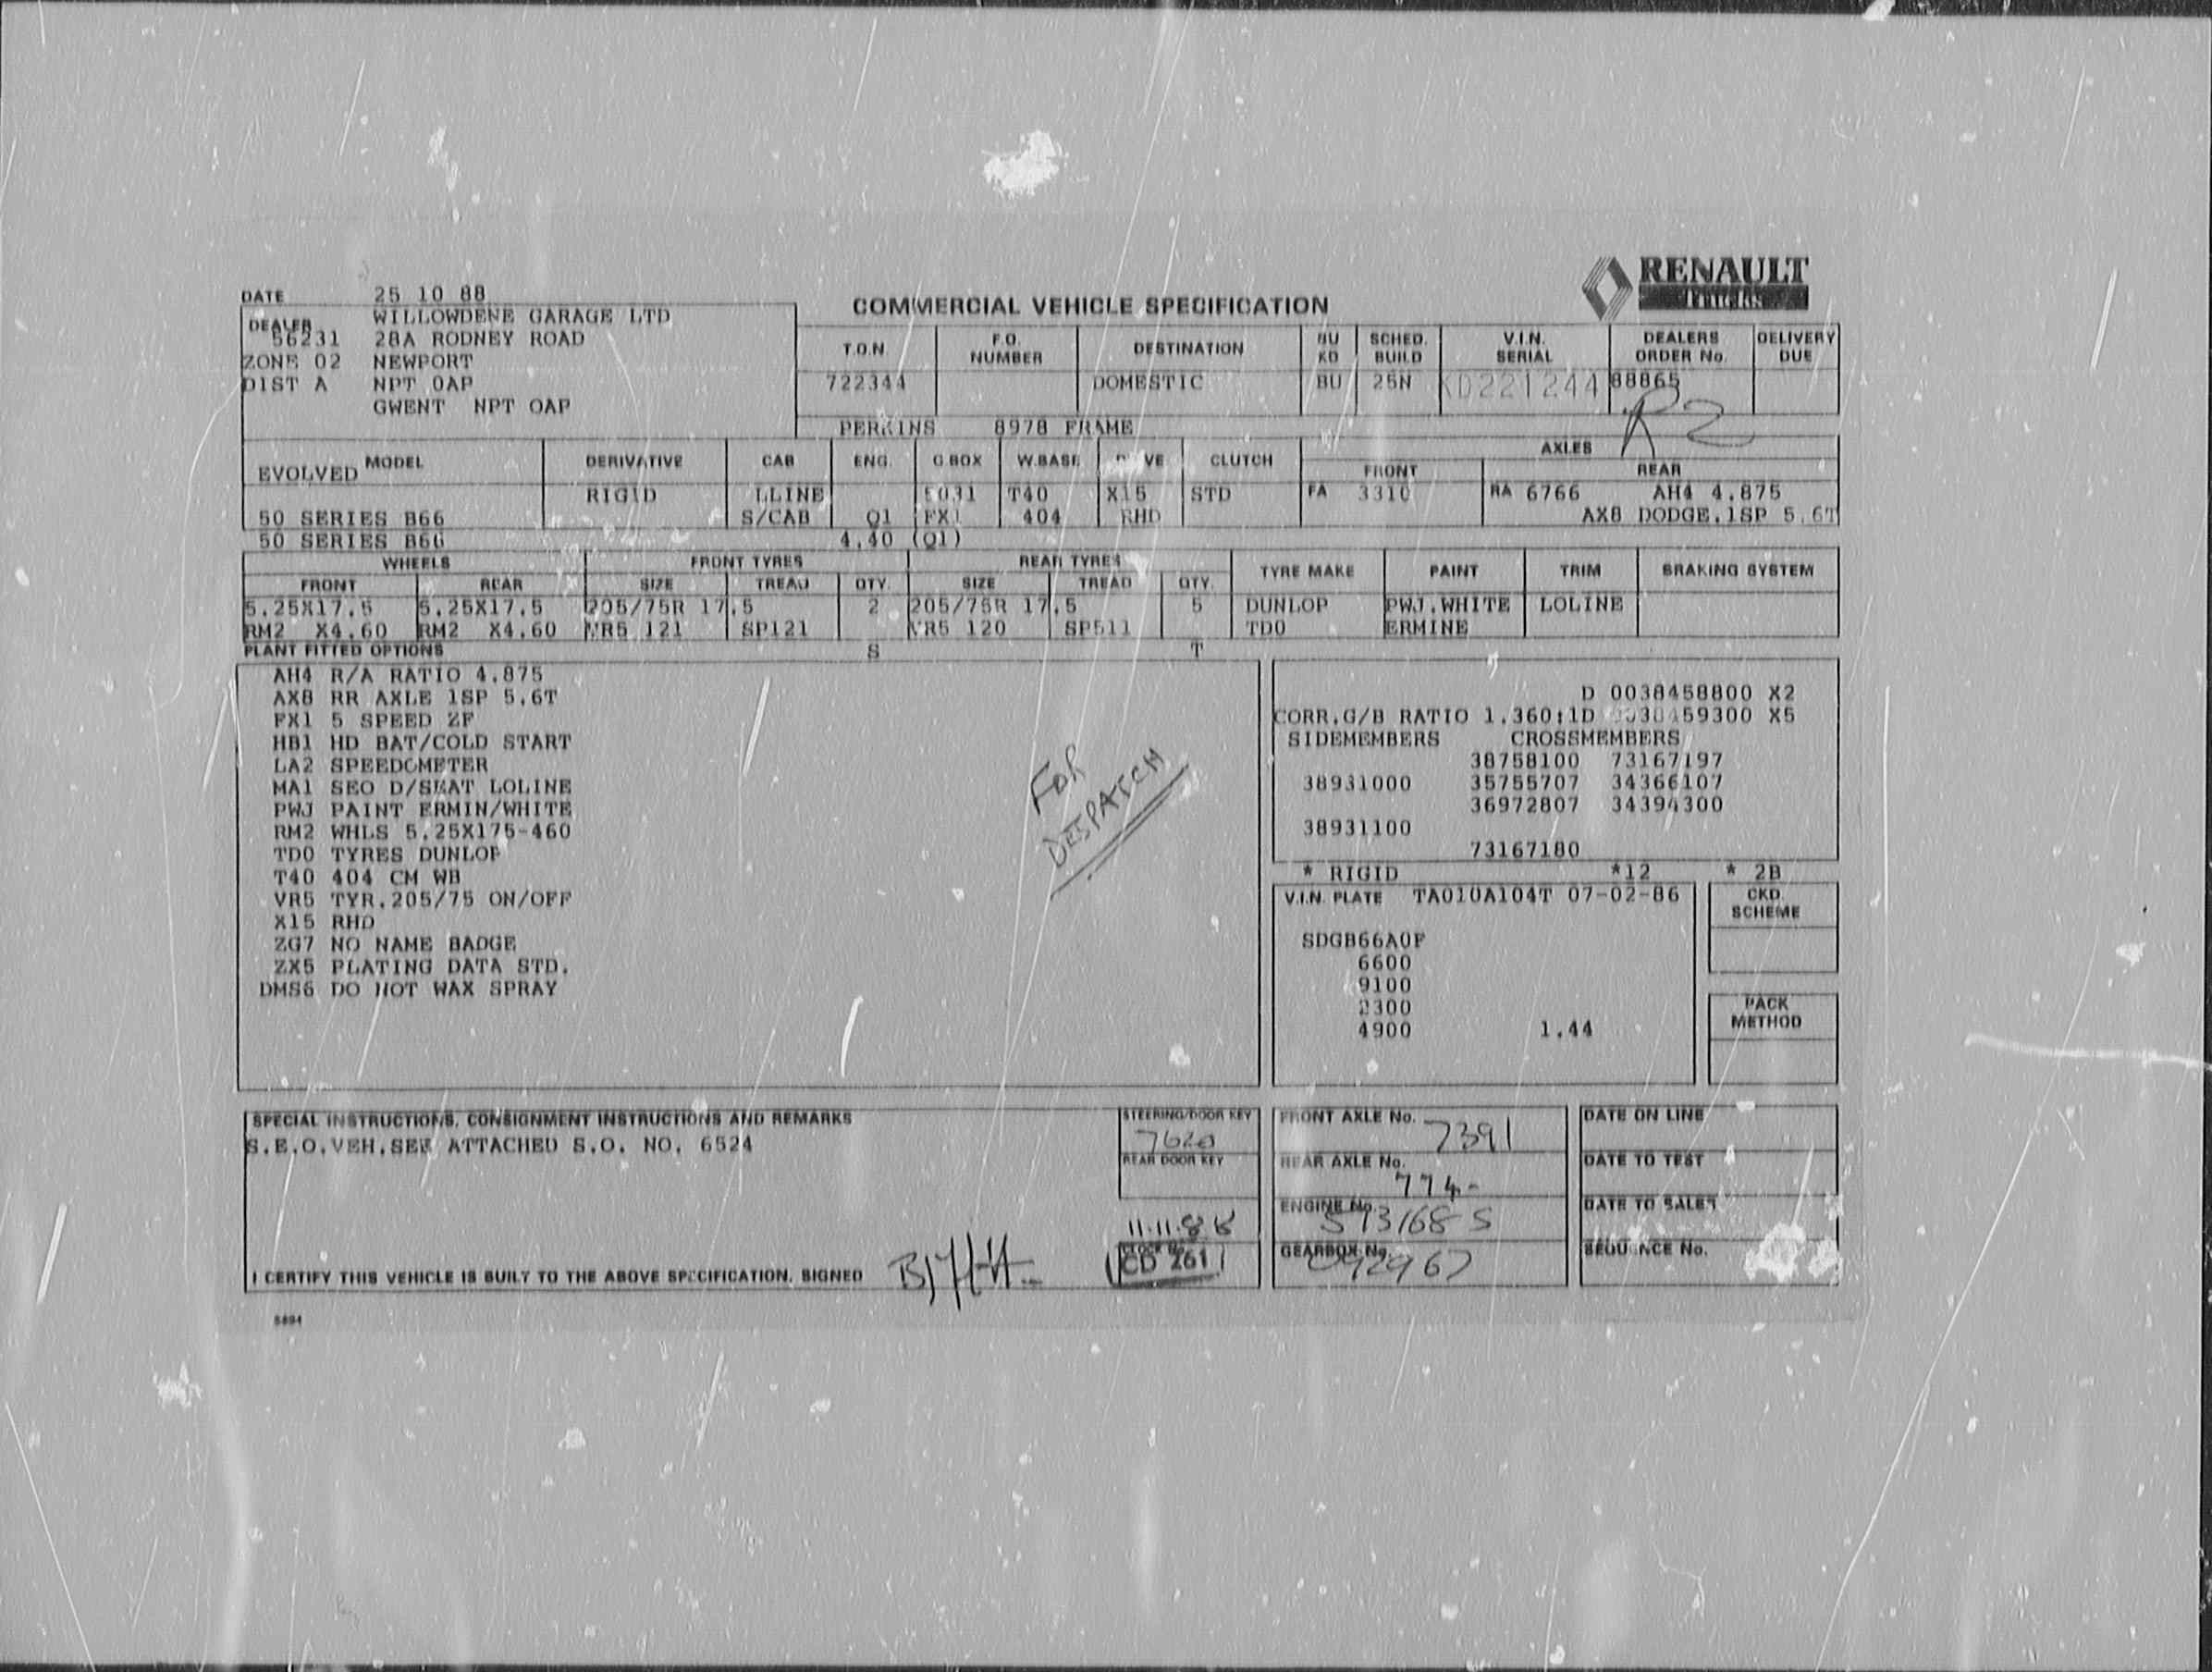 RENAULT
TRUCKS
DATE 25 10 88
COMMERCIAL VEHICLE SPECIFICATION
DEALER WILLOWDENE GARAGE LTD
56231 28A RODNEY ROAD
ZONE 02 NEWPORT
DIST A NPT OAP
GWENT NPT OAP
T.O.N F.O. NUMBER DESTINATION BU KD SCHED. BUILD V.I.N. SERIAL DEALERS ORDER No. DELIVERY DUE
722344 DOMESTIC BU 25N KD221244 88865
R2
PERKINS 8978 FRAME
MODEL DERIVATIVE CAB ENG. G.BOX W.BASE VE CLUTCH AXLES
EVOLVED FRONT REAR
RIGID LLINE 5031 T40 X15 STD FA 3310 RA 6766 AH4 4.875
50 SERIES B66 S/CAB Q1 FX1 404 RHD AX8 DODGE.1SP 5.6T
50 SERIES B66 4.40 (Q1)
WHEELS FRONT TYRES REAR TYRES TYRE MAKE PAINT TRIM BRAKING SYSTEM
FRONT REAR SIZE TREAD QTY. SIZE TREAD QTY.
5.25X17.5 5.25X17.5 205/75R 17.5 2 205/75R 17.5 5 DUNLOP PWJ.WHITE LOLINE
RM2 X4.60 RM2 X4.60 VR5 121 SP121 VR5 120 SP511 TD0 ERMINE
PLANT FITTED OPTIONS S T
AH4 R/A RATIO 4.875
AX8 RR AXLE 1SP 5.6T
FX1 5 SPEED ZF
HB1 HD BAT/COLD START
LA2 SPEEDOMETER
MA1 SEO D/SEAT LOLINE
PWJ PAINT ERMIN/WHITE
RM2 WHLS 5.25X175-460
TD0 TYRES DUNLOP
T40 404 CM WB
VR5 TYR.205/75 ON/OFF
X15 RHD
ZG7 NO NAME BADGE
ZX5 PLATING DATA STD.
DMS6 DO NOT WAX SPRAY
FOR
DESPATCH
D 0038458800 X2
CORR.G/B RATIO 1.360:1D 0038459300 X5
SIDEMEMBERS CROSSMEMBERS
38758100 73167197
38931000 35755707 34366107
36972807 34394300
38931100
73167180
* RIGID *12 * 2B
V.I.N. PLATE TA010A104T 07-02-86
CKD. SCHEME
SDGB66A0F
6600
9100
2300
4900 1.44
PACK METHOD
SPECIAL INSTRUCTIONS, CONSIGNMENT INSTRUCTIONS AND REMARKS
S.E.O.VEH.SEE ATTACHED S.O. NO. 6524
STEERING/DOOR KEY
REAR DOOR KEY
11.11.88
CD 261
FRONT AXLE No. 7391
REAR AXLE No. 774-
ENGINE No.
GEARBOX No. 092967
DATE ON LINE
DATE TO TEST
DATE TO SALES
SEQUENCE No.
I CERTIFY THIS VEHICLE IS BUILT TO THE ABOVE SPECIFICATION. SIGNED